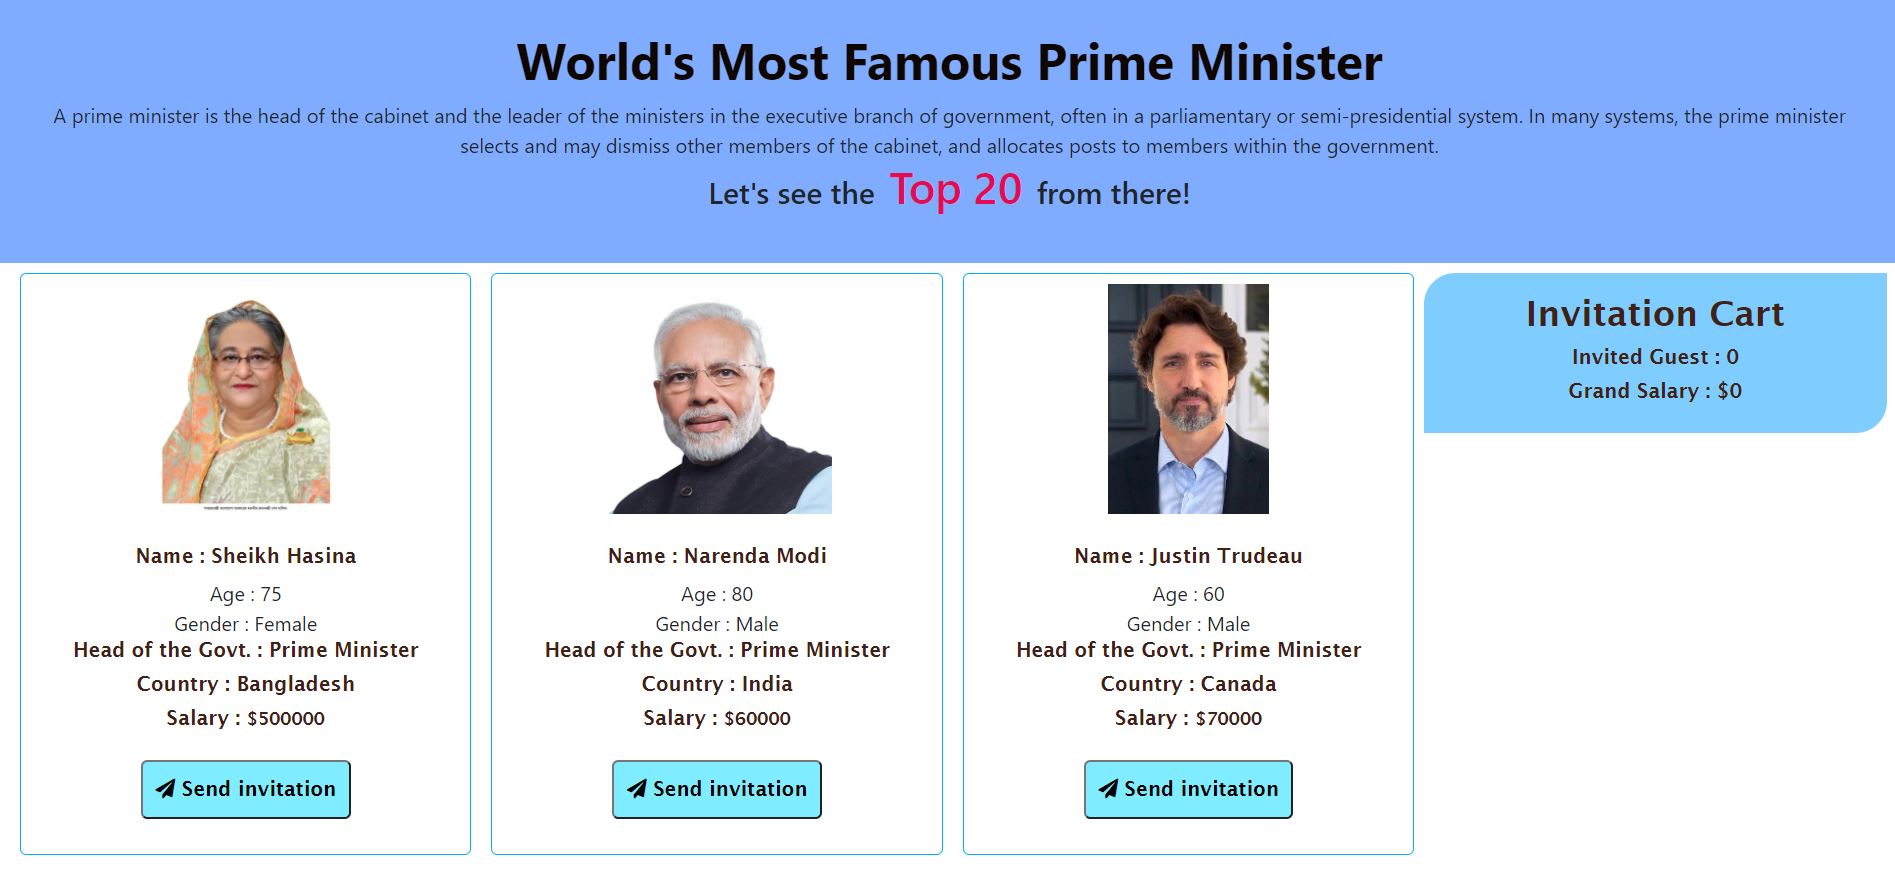 World's Most Famous Prime Minister
A prime minister is the head of the cabinet and the leader of the ministers in the executive branch of government, often in a parliamentary or semi-presidential system. In many systems, the prime minister
selects and may dismiss other members of the cabinet, and allocates posts to members within the government.
Let's see the Top 20 from there!
Name : Sheikh Hasina
Age : 75
Gender : Female
Head of the Govt. : Prime Minister
Country : Bangladesh
Salary : $500000
Send invitation
Name : Narenda Modi
Age : 80
Gender : Male
Head of the Govt. : Prime Minister
Country : India
Salary : $60000
Send invitation
Name : Justin Trudeau
Age : 60
Gender : Male
Head of the Govt. : Prime Minister
Country : Canada
Salary : $70000
Send invitation
Invitation Cart
Invited Guest : 0
Grand Salary : $0